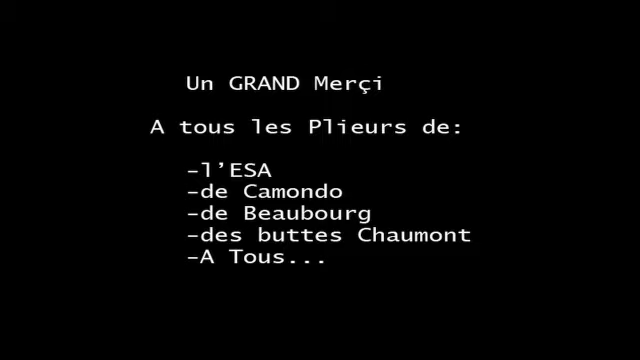 Un GRAND Merçi
A tous les Plieurs de:
-l'ESA
-de Camondo
-de Beaubourg
-des buttes Chaumont
-A Tous...